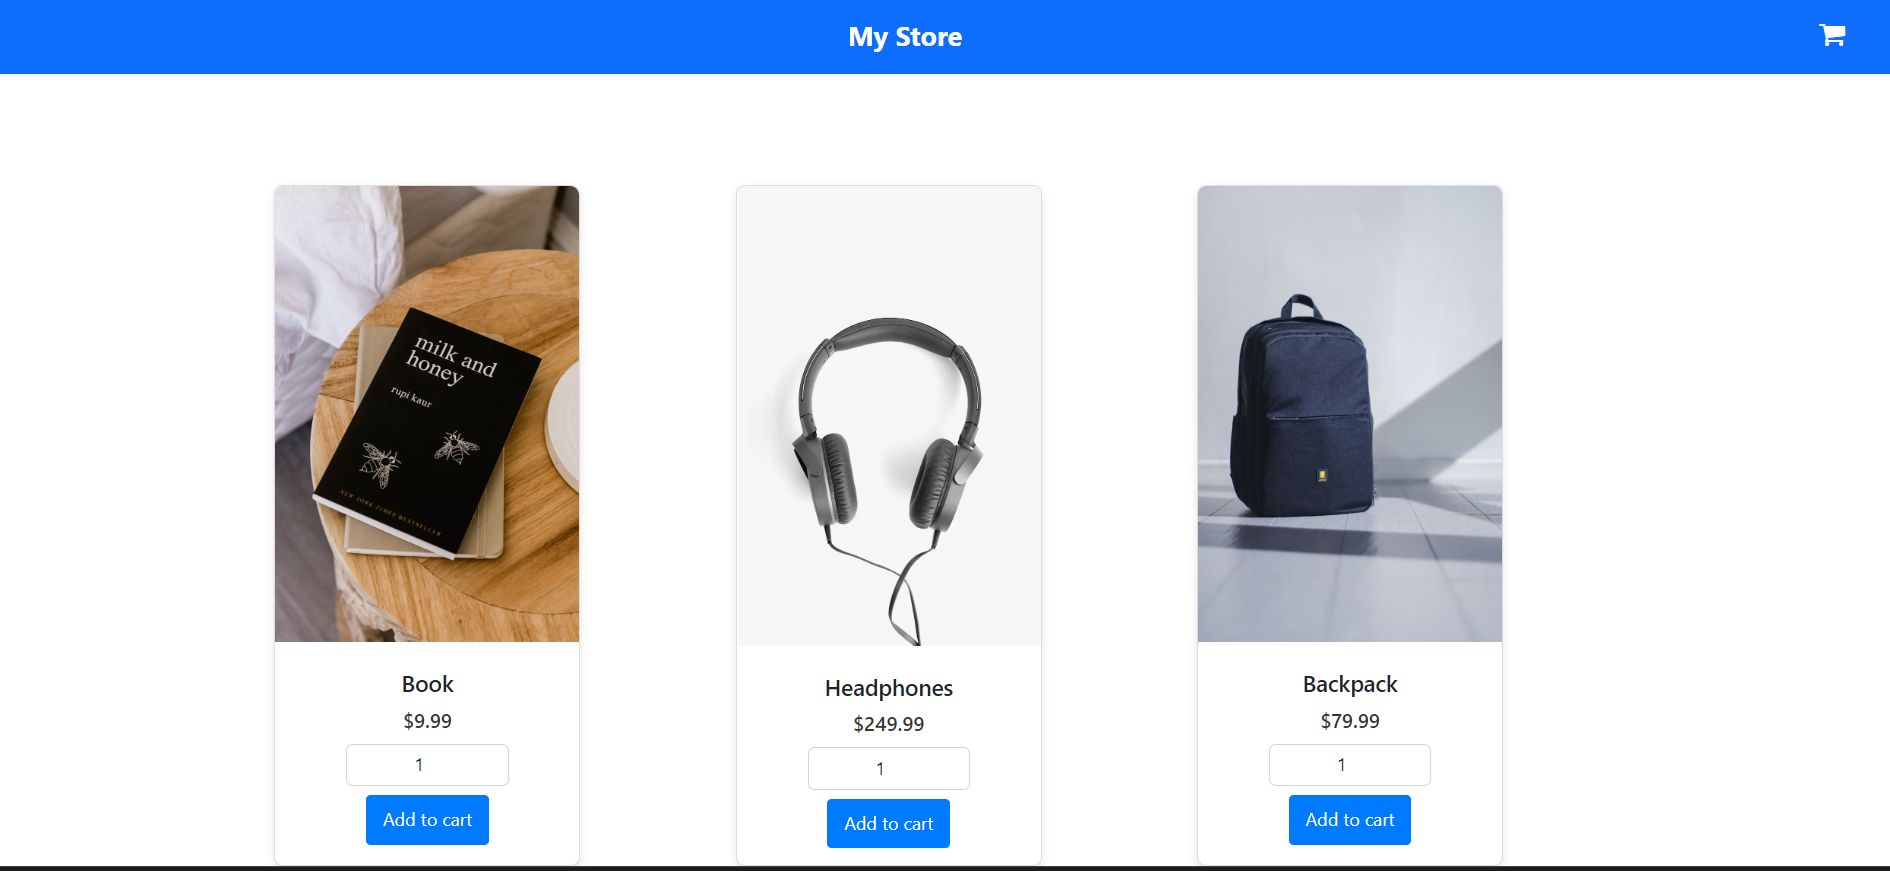 My Store
milk and
honey
rupi kaur
NEW YORK TIMES BESTSELLER
Book
$9.99
1
Add to cart
Headphones
$249.99
1
Add to cart
Backpack
$79.99
1
Add to cart